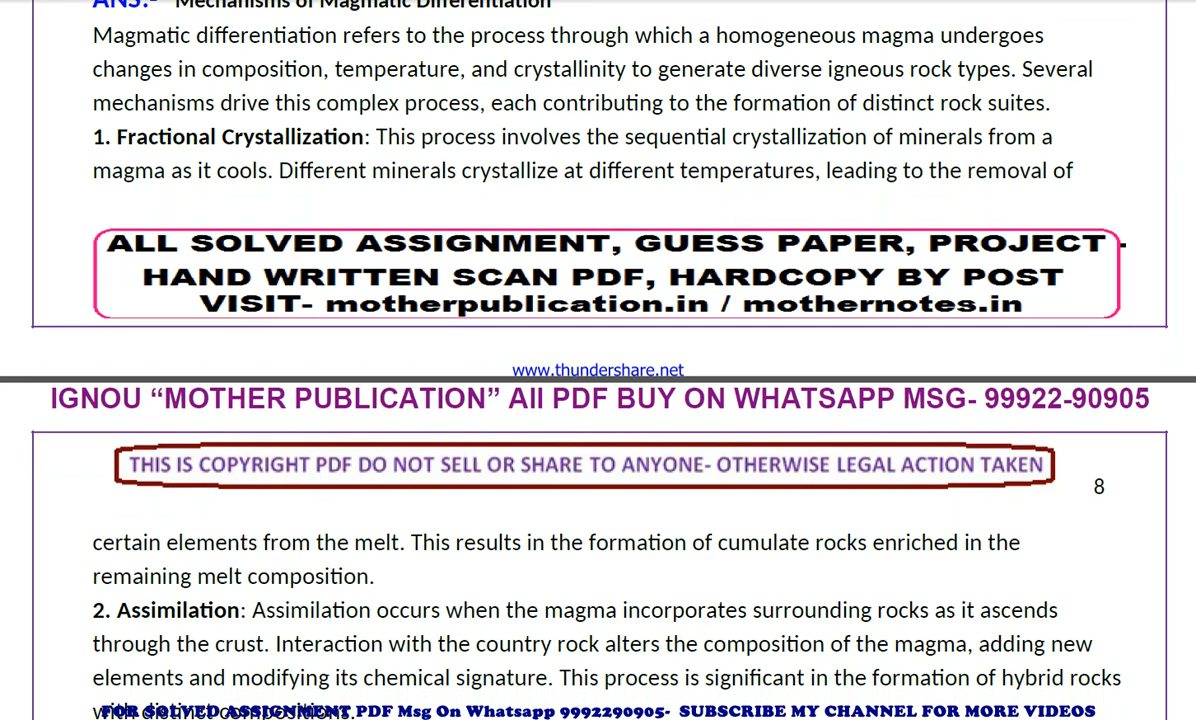 ANS:- Mechanisms of Magmatic Differentiation
Magmatic differentiation refers to the process through which a homogeneous magma undergoes
changes in composition, temperature, and crystallinity to generate diverse igneous rock types. Several
mechanisms drive this complex process, each contributing to the formation of distinct rock suites.
1. Fractional Crystallization: This process involves the sequential crystallization of minerals from a
magma as it cools. Different minerals crystallize at different temperatures, leading to the removal of
ALL SOLVED ASSIGNMENT, GUESS PAPER, PROJECT -
HAND WRITTEN SCAN PDF, HARDCOPY BY POST
VISIT- motherpublication.in / mothernotes.in
www.thundershare.net
IGNOU “MOTHER PUBLICATION” All PDF BUY ON WHATSAPP MSG- 99922-90905
THIS IS COPYRIGHT PDF DO NOT SELL OR SHARE TO ANYONE- OTHERWISE LEGAL ACTION TAKEN
8
certain elements from the melt. This results in the formation of cumulate rocks enriched in the
remaining melt composition.
2. Assimilation: Assimilation occurs when the magma incorporates surrounding rocks as it ascends
through the crust. Interaction with the country rock alters the composition of the magma, adding new
elements and modifying its chemical signature. This process is significant in the formation of hybrid rocks
with distinct compositions.
FOR SOLVED ASSIGNMENT PDF Msg On Whatsapp 9992290905- SUBSCRIBE MY CHANNEL FOR MORE VIDEOS